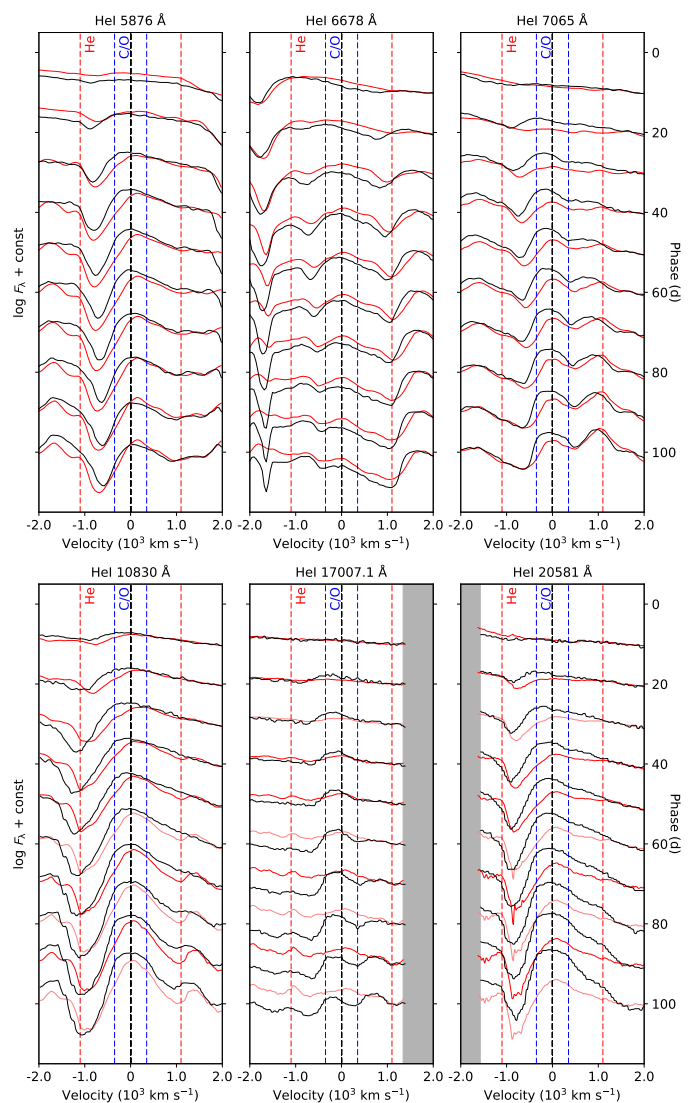 HeI 5876 Å HeI 6678 Å HeI 7065 Å
He C/O He C/O He C/O
0
20
40
60
80
100
log Fλ + const
Phase (d)
-2.0 -1.0 0 1.0 2.0 -2.0 -1.0 0 1.0 2.0 -2.0 -1.0 0 1.0 2.0
Velocity (10³ km s⁻¹) Velocity (10³ km s⁻¹) Velocity (10³ km s⁻¹)
HeI 10830 Å HeI 17007.1 Å HeI 20581 Å
He C/O He C/O He C/O
0
20
40
60
80
100
log Fλ + const
Phase (d)
-2.0 -1.0 0 1.0 2.0 -2.0 -1.0 0 1.0 2.0 -2.0 -1.0 0 1.0 2.0
Velocity (10³ km s⁻¹) Velocity (10³ km s⁻¹) Velocity (10³ km s⁻¹)